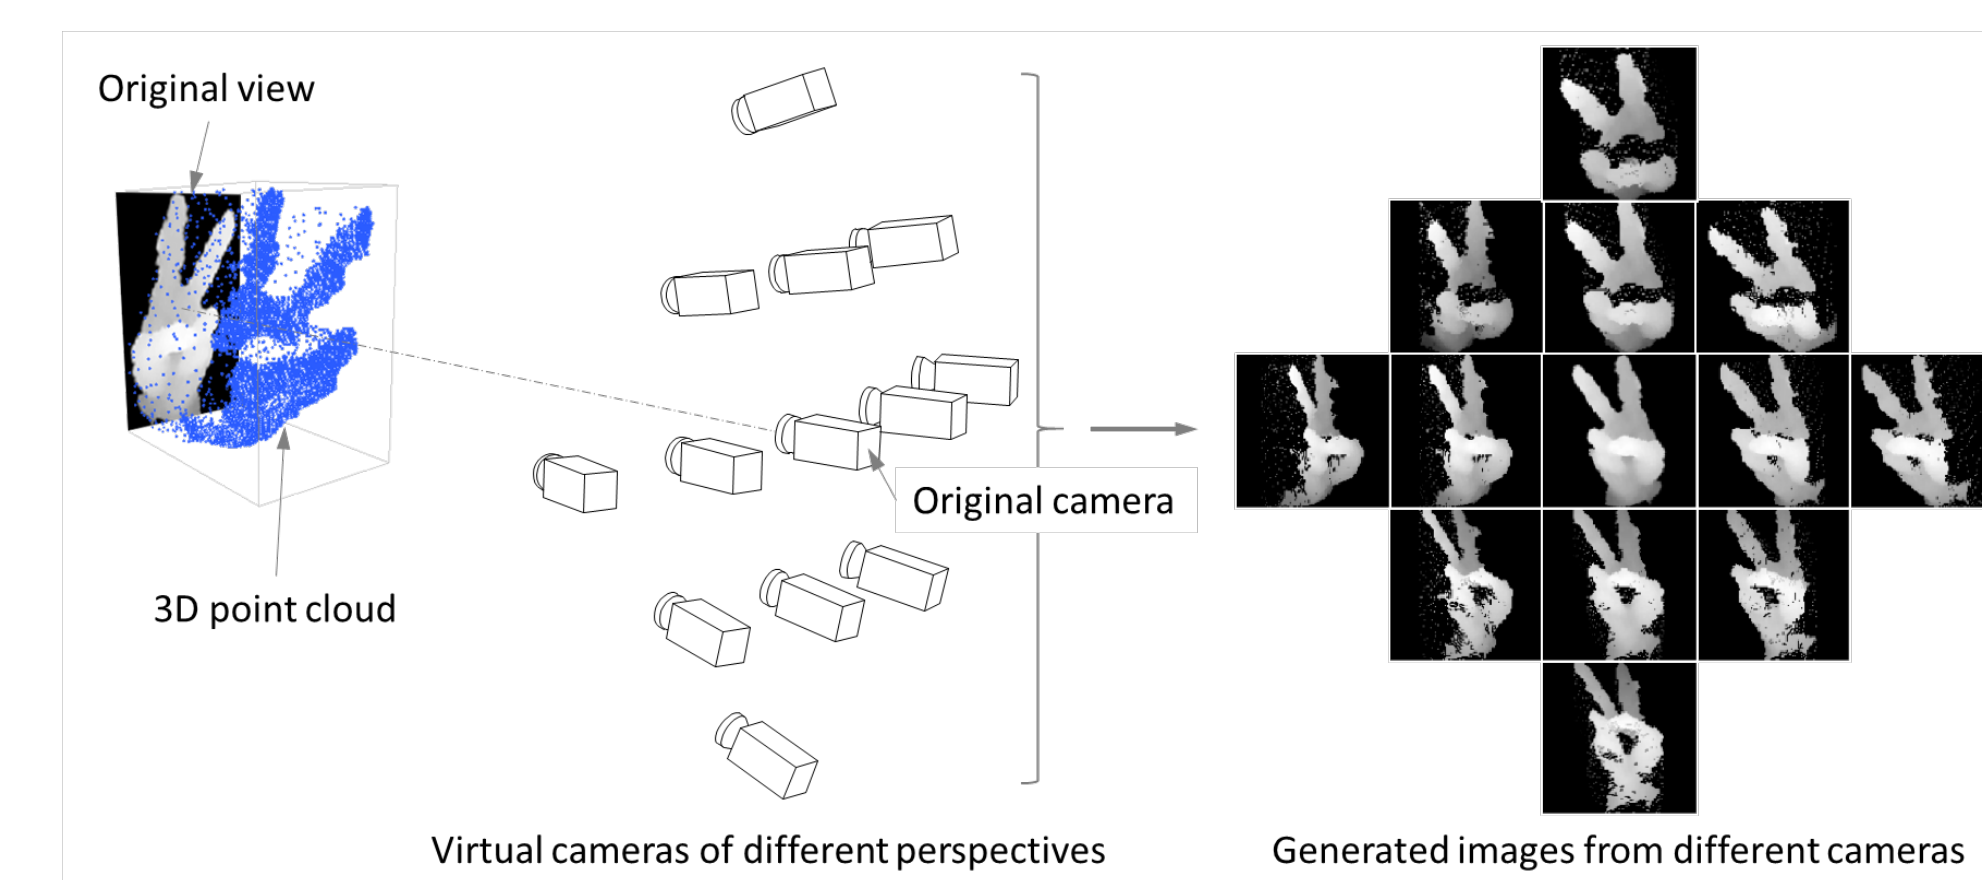 Original view
3D point cloud
Original camera
Virtual cameras of different perspectives
Generated images from different cameras